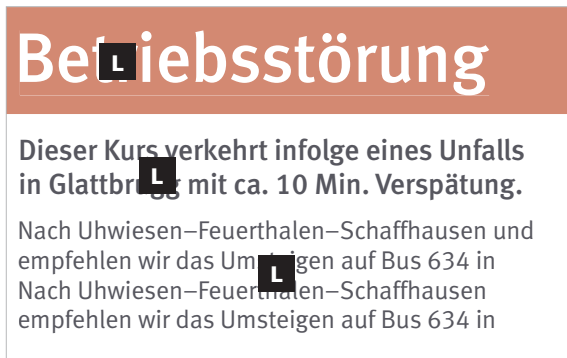 Betriebsstörung
L
Dieser Kurs verkehrt infolge eines Unfalls
in Glattbrugg mit ca. 10 Min. Verspätung.
L
Nach Uhwiesen–Feuerthalen–Schaffhausen und
empfehlen wir das Umsteigen auf Bus 634 in
L
Nach Uhwiesen–Feuerthalen–Schaffhausen
empfehlen wir das Umsteigen auf Bus 634 in